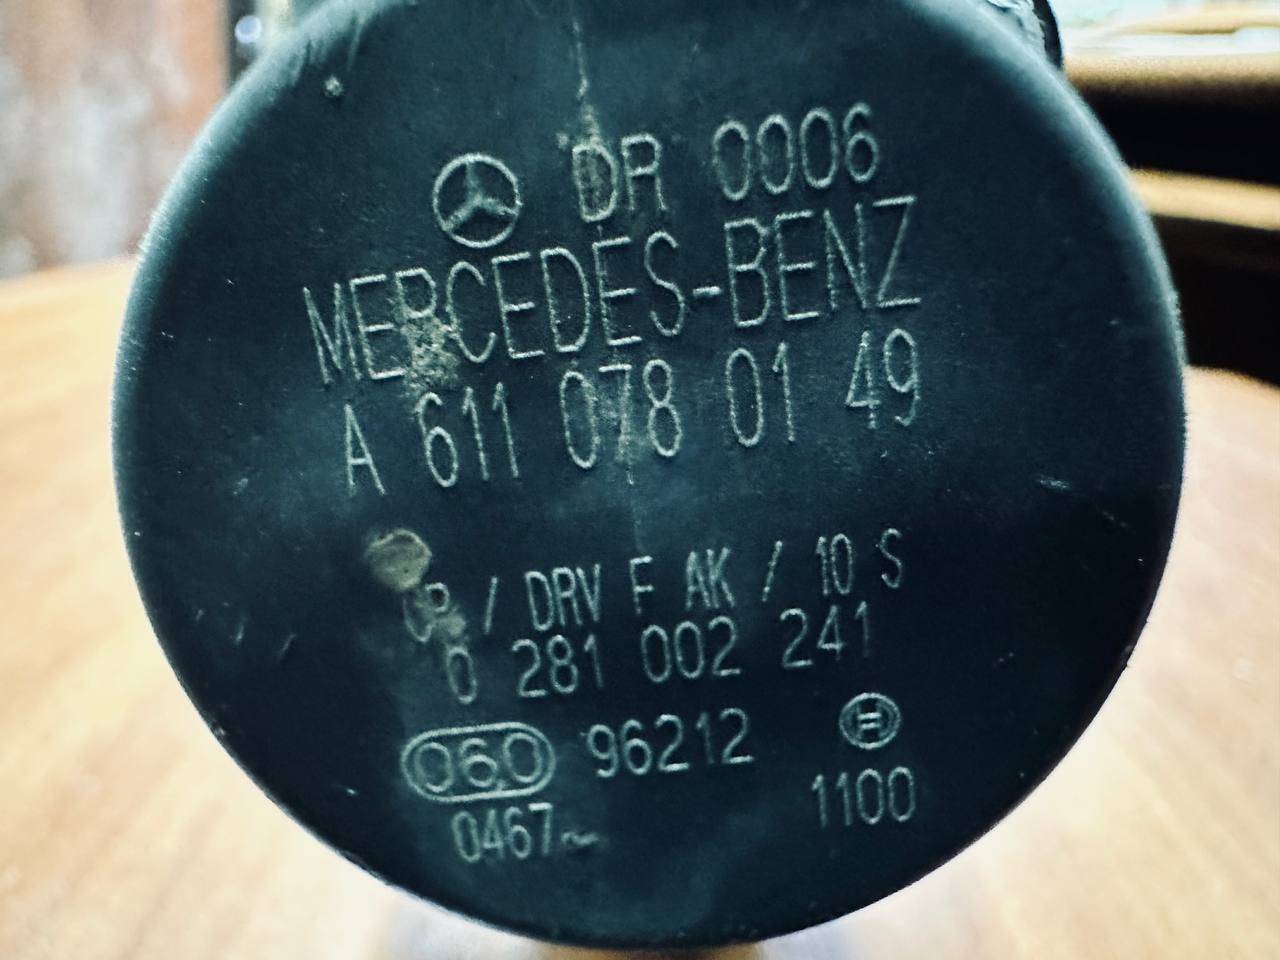 DR 0006
MERCEDES-BENZ
A 611 078 01 49
CR / DRV F AK / 10 S
0 281 002 241
060 96212
0467 1100